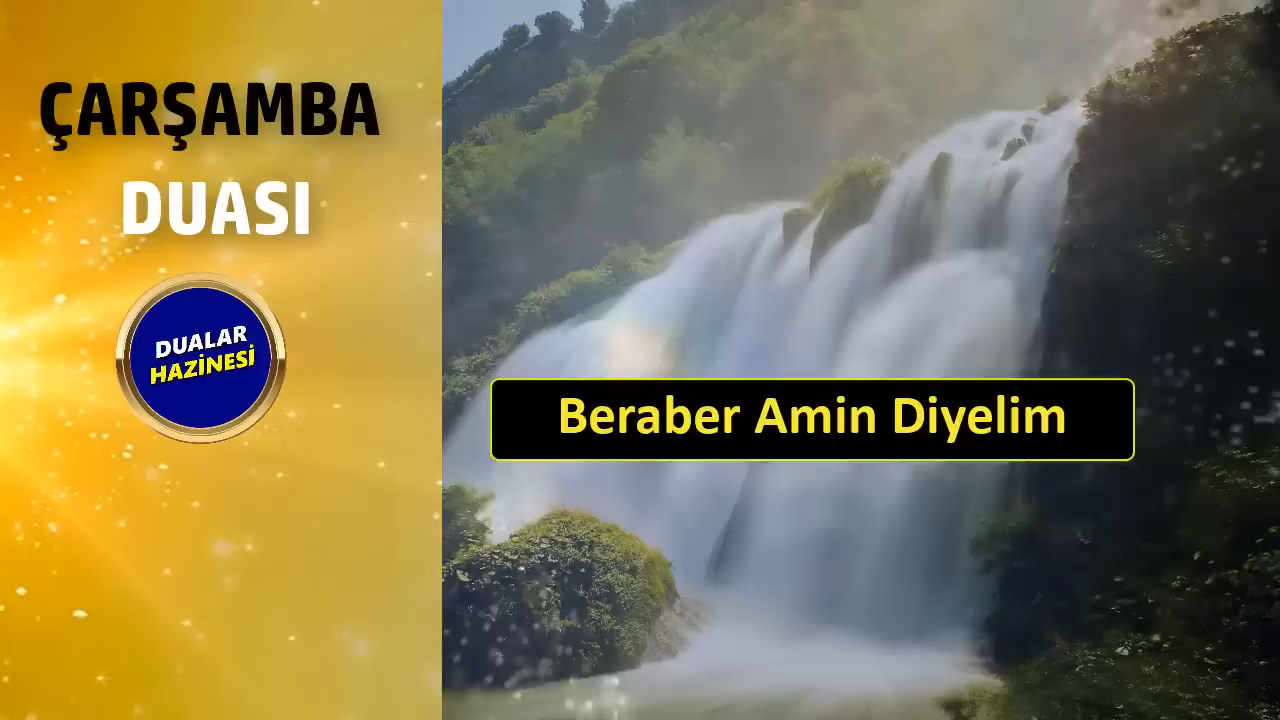 ÇARŞAMBA
DUASI
DUALAR
HAZİNESİ
Beraber Amin Diyelim